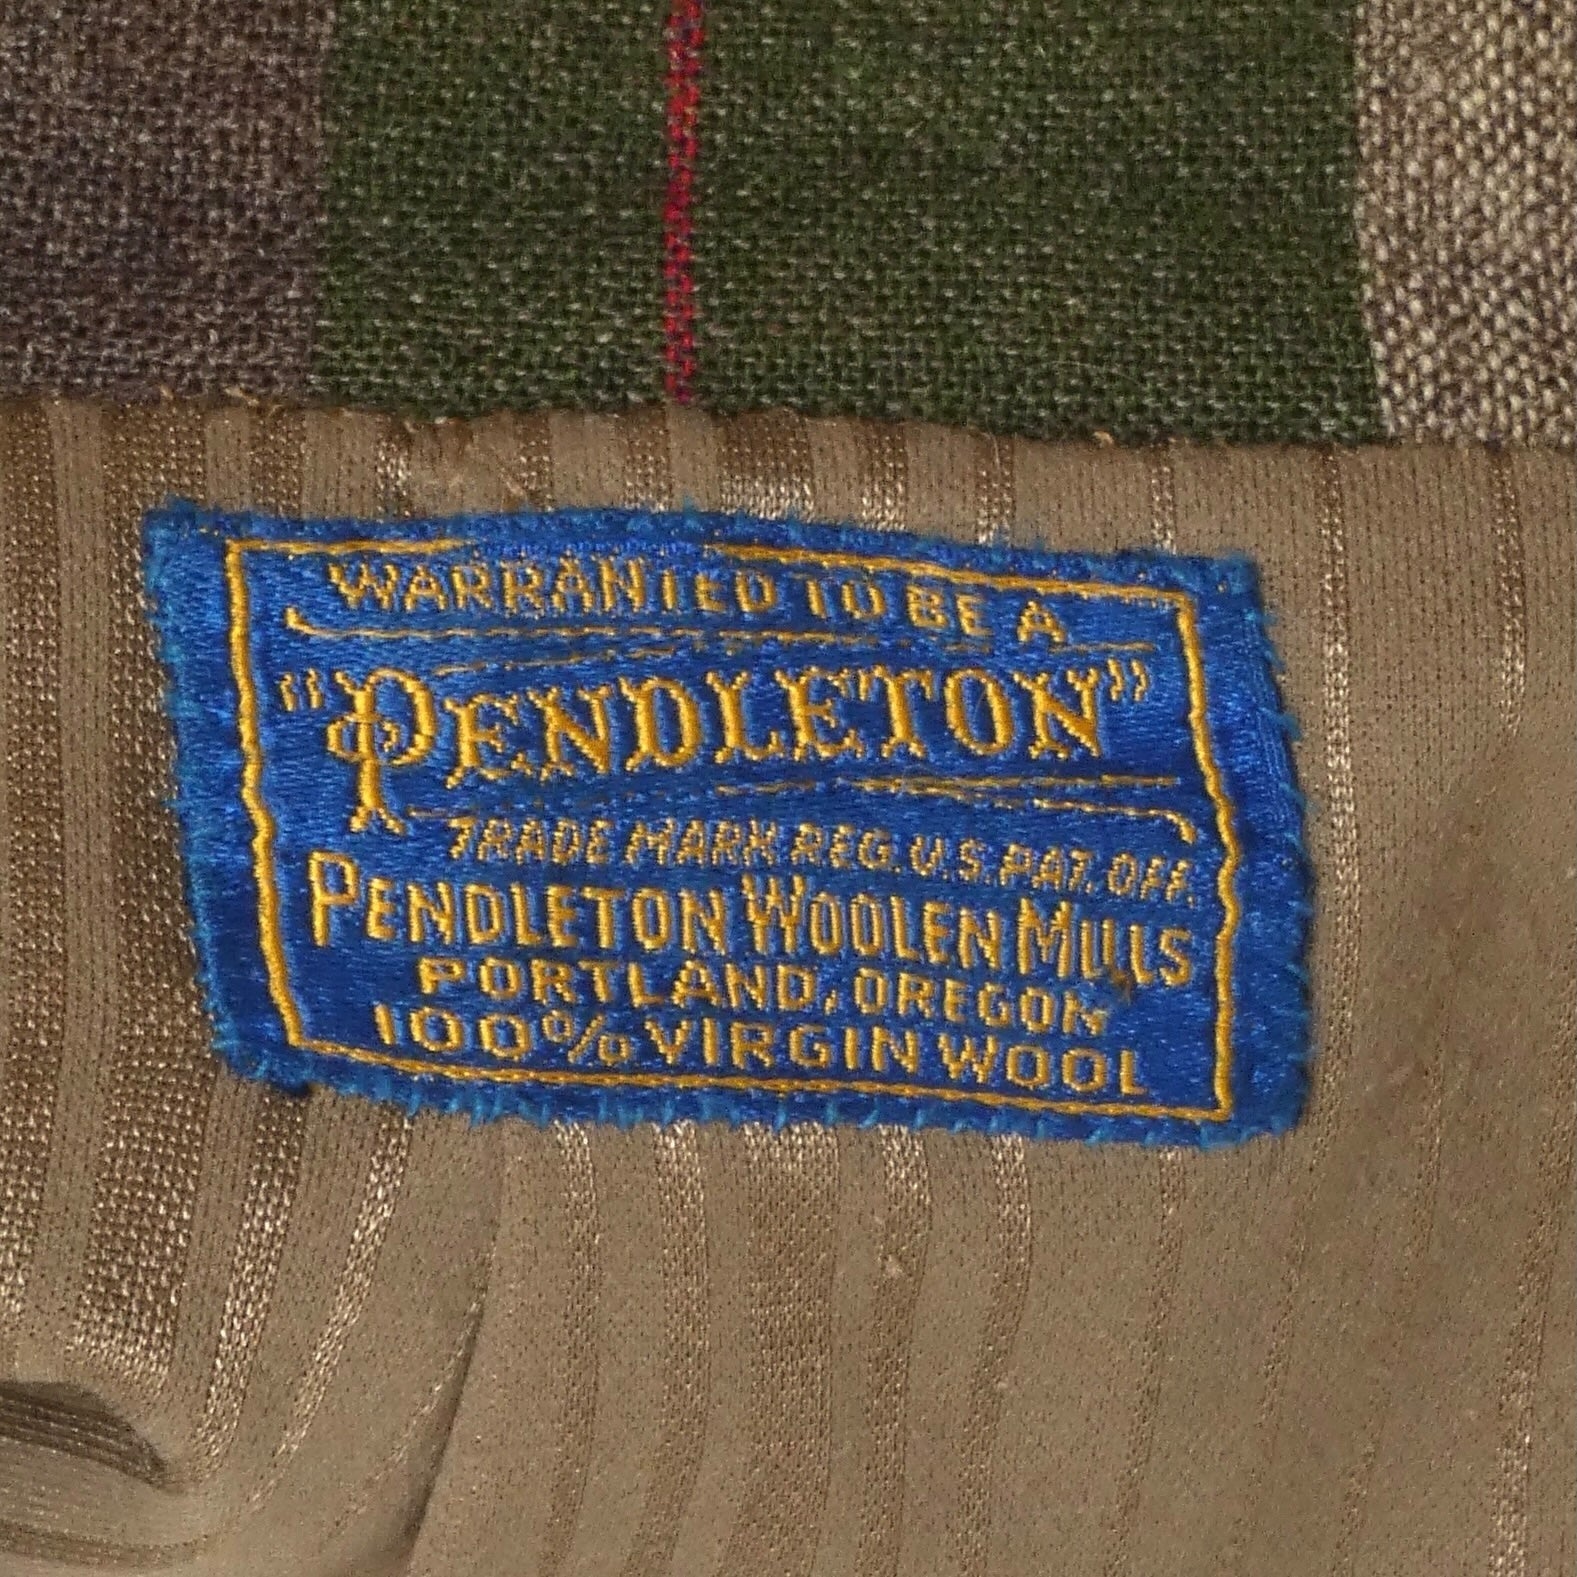 WARRANTED TO BE A
"PENDLETON"
TRADE MARK REG. U.S. PAT. OFF.
PENDLETON WOOLEN MILLS
PORTLAND, OREGON
100% VIRGIN WOOL